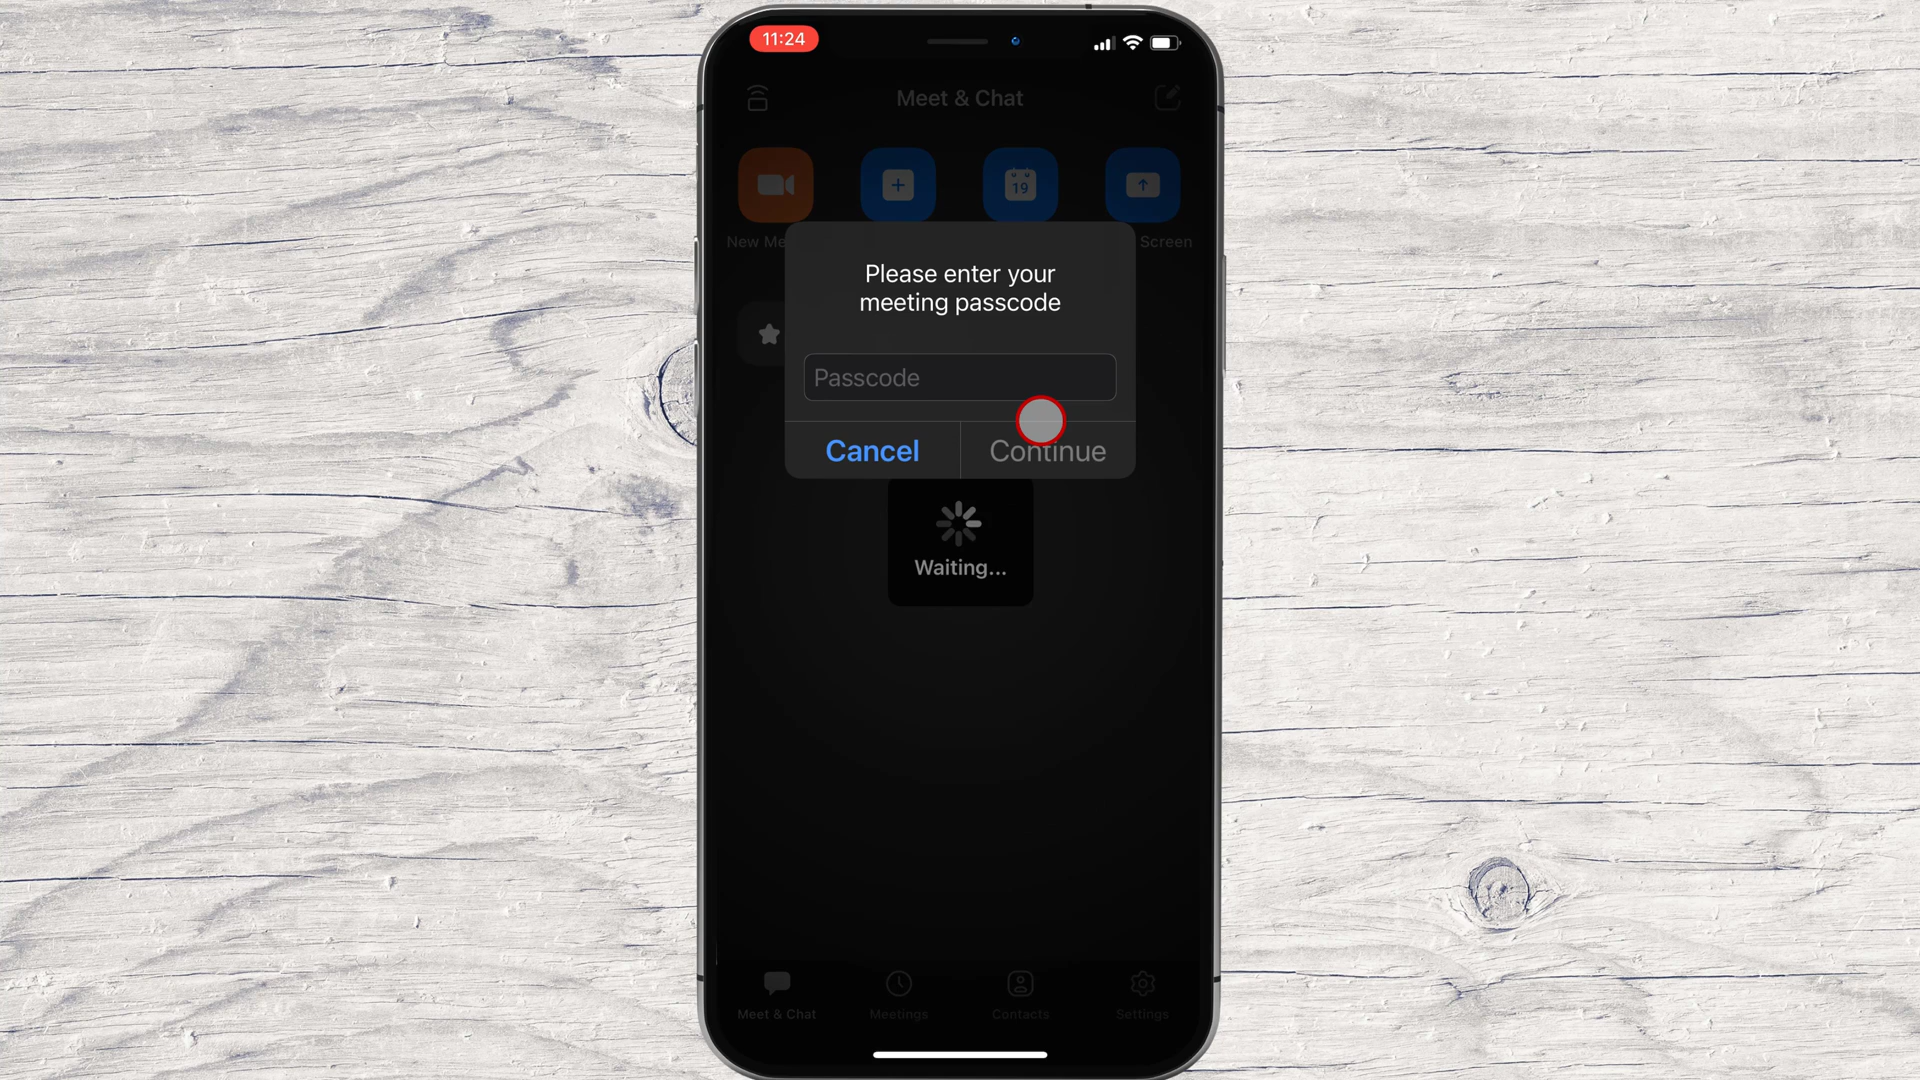 11:24
Meet & Chat
19
New Me
Screen
Please enter your
meeting passcode
Passcode
Cancel
Continue
Waiting...
Meet & Chat
Meetings
Contacts
Settings